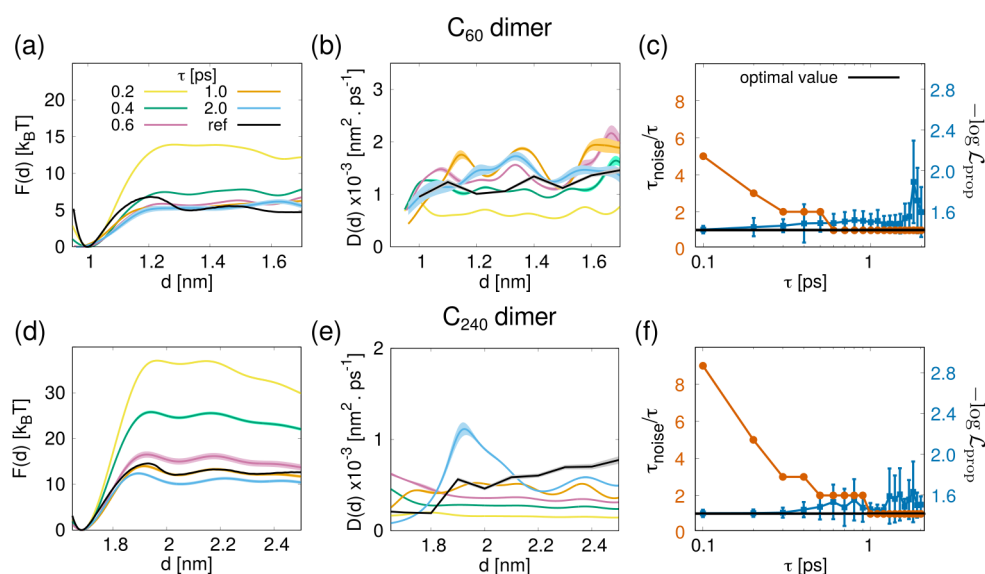 C60 dimer
(a)
F(d) [kBT]
20
15
10
5
0
τ [ps]
0.2
0.4
0.6
1.0
2.0
ref
1
1.2
1.4
1.6
d [nm]
(b)
D(d) x10-3 [nm2. ps-1]
3
2
1
0
1
1.2
1.4
1.6
d [nm]
(c)
optimal value
τnoise/τ
8
6
4
2
0
2.8
2.4
2.0
1.6
1.2
−log ℒprop
0.1
1
τ [ps]
C240 dimer
(d)
F(d) [kBT]
30
20
10
0
1.8
2
2.2
2.4
d [nm]
(e)
D(d) x10-3 [nm2. ps-1]
2
1
0
1.8
2
2.2
2.4
d [nm]
(f)
τnoise/τ
8
6
4
2
0
2.8
2.4
2.0
1.6
1.2
−log ℒprop
0.1
1
τ [ps]